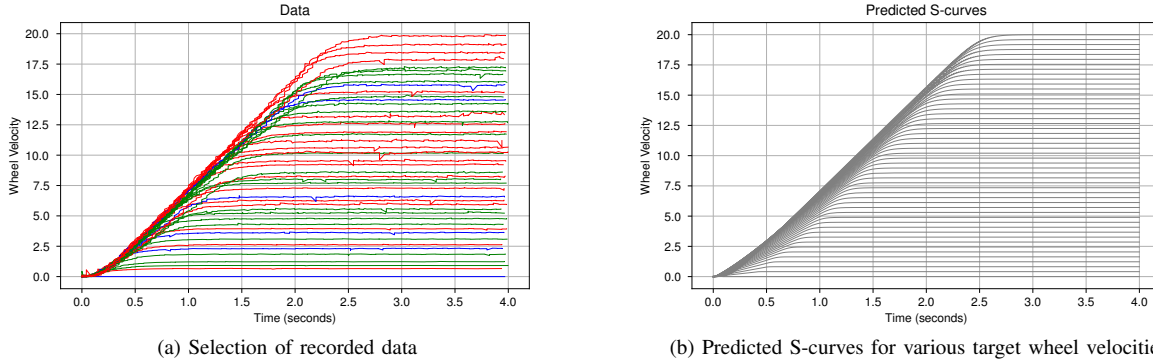 Data
20.0
17.5
15.0
12.5
10.0
7.5
5.0
2.5
0.0
Wheel Velocity
0.0 0.5 1.0 1.5 2.0 2.5 3.0 3.5 4.0
Time (seconds)
(a) Selection of recorded data
Predicted S-curves
20.0
17.5
15.0
12.5
10.0
7.5
5.0
2.5
0.0
Wheel Velocity
0.0 0.5 1.0 1.5 2.0 2.5 3.0 3.5 4.0
Time (seconds)
(b) Predicted S-curves for various target wheel velocitie